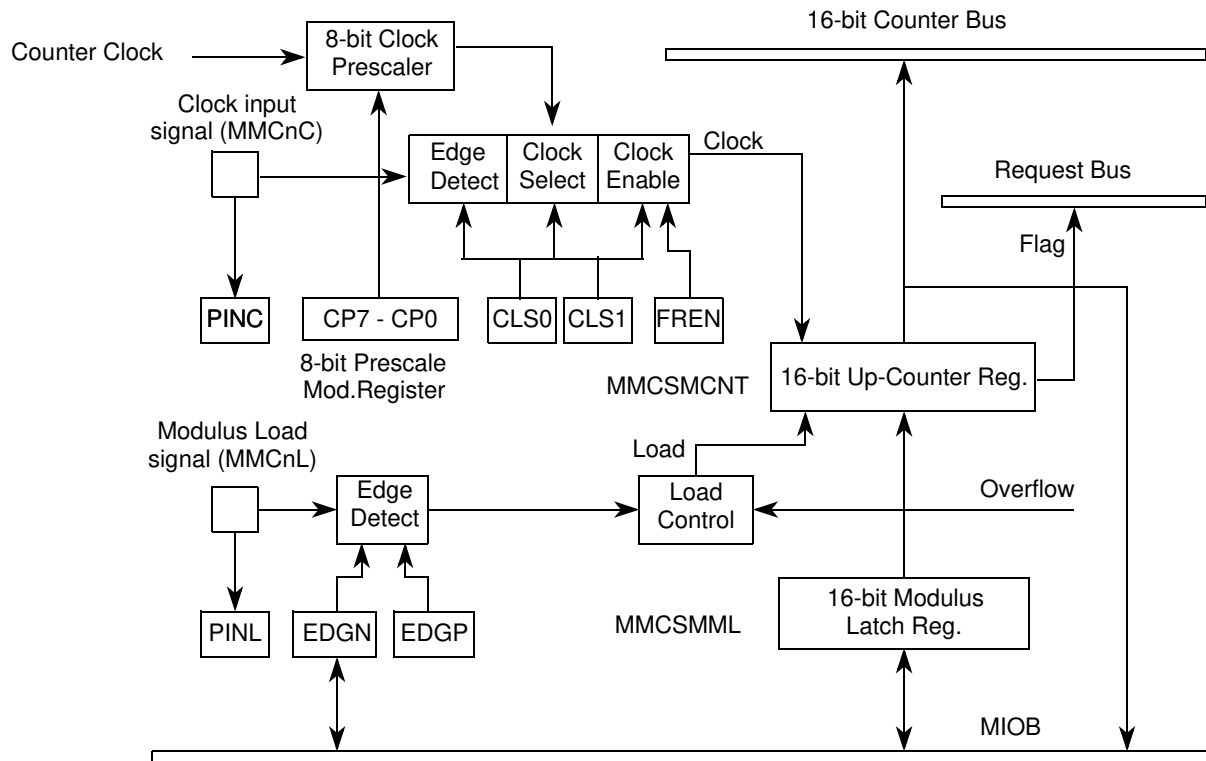 16-bit Counter Bus
Counter Clock
8-bit Clock
Prescaler
Clock input
signal (MMCnC)
Edge
Detect
Clock
Select
Clock
Enable
Clock
Request Bus
Flag
PINC
CP7 - CP0
CLS0
CLS1
FREN
8-bit Prescale
Mod.Register
MMCSMCNT
16-bit Up-Counter Reg.
Modulus Load
signal (MMCnL)
Load
Edge
Detect
Load
Control
Overflow
PINL
EDGN
EDGP
MMCSMML
16-bit Modulus
Latch Reg.
MIOB